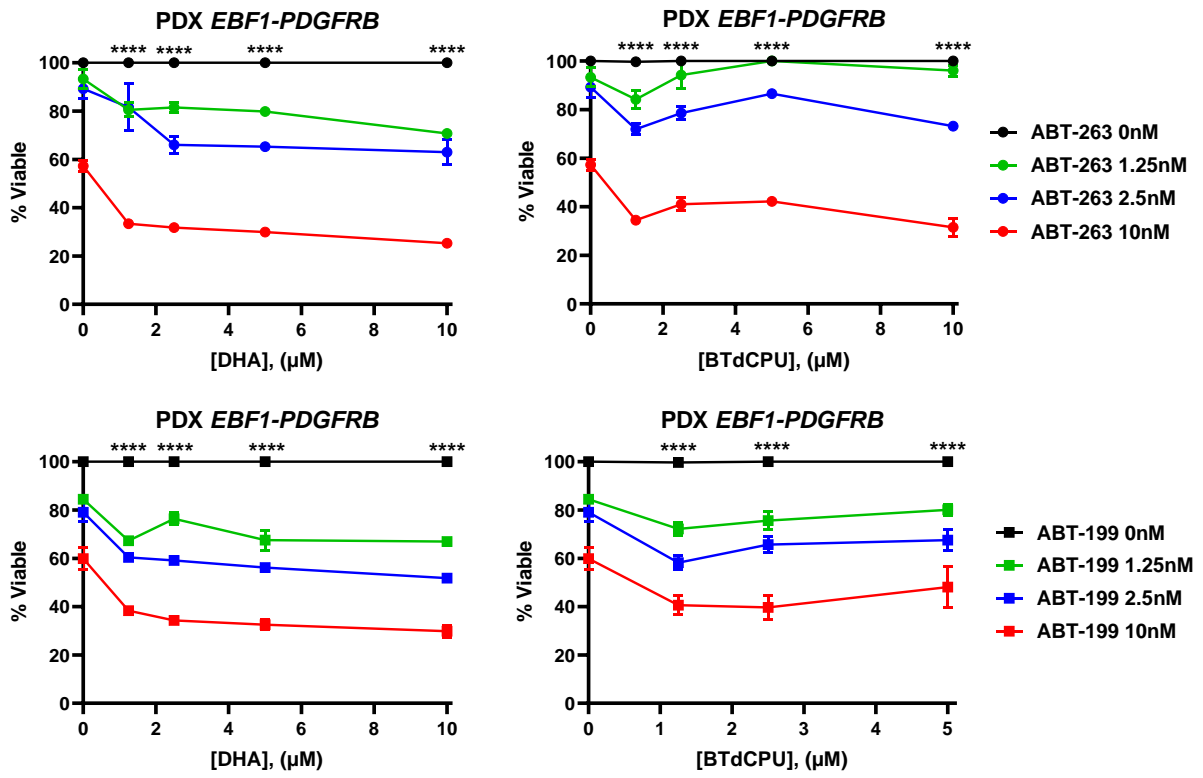 PDX EBF1-PDGFRB
**** **** **** ****
100
80
60
40
20
0
% Viable
0 2 4 6 8 10
[DHA], (µM)
PDX EBF1-PDGFRB
**** **** **** ****
100
80
60
40
20
0
% Viable
0 2 4 6 8 10
[BTdCPU], (µM)
ABT-263 0nM
ABT-263 1.25nM
ABT-263 2.5nM
ABT-263 10nM
PDX EBF1-PDGFRB
**** **** **** ****
100
80
60
40
20
0
% Viable
0 2 4 6 8 10
[DHA], (µM)
PDX EBF1-PDGFRB
**** **** ****
100
80
60
40
20
0
% Viable
0 1 2 3 4 5
[BTdCPU], (µM)
ABT-199 0nM
ABT-199 1.25nM
ABT-199 2.5nM
ABT-199 10nM